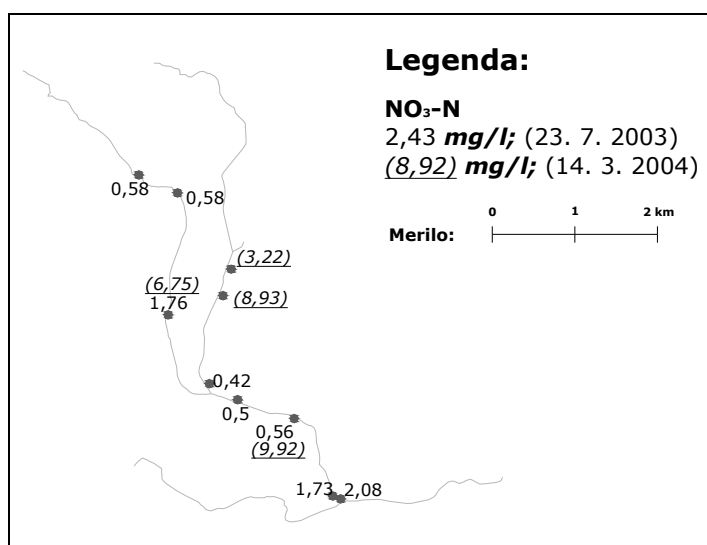 Legenda:
NO₃-N
2,43 mg/l; (23. 7. 2003)
(8,92) mg/l; (14. 3. 2004)
0 1 2 km
Merilo:
0,58
0,58
(3,22)
(6,75)
1,76
(8,93)
0,42
0,5
0,56
(9,92)
1,73
2,08